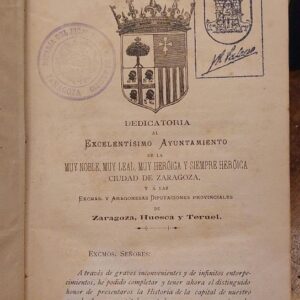 DEDICATORIA
AL
EXCELENTÍSIMO AYUNTAMIENTO
DE LA
MUY NOBLE, MUY LEAL, MUY HERÓICA Y SIEMPRE HERÓICA
CIUDAD DE ZARAGOZA,
Y Á LAS
EXCMAS. Y ARAGONESAS DIPUTACIONES PROVINCIALES
DE
Zaragoza, Huesca y Teruel.
EXCMOS. SEÑORES:
Á través de graves inconvenientes y de infinitos entorpe-
cimientos, he podido completar y tener ahora el distinguido
honor de presentaros la Historia de la capital de nuestro